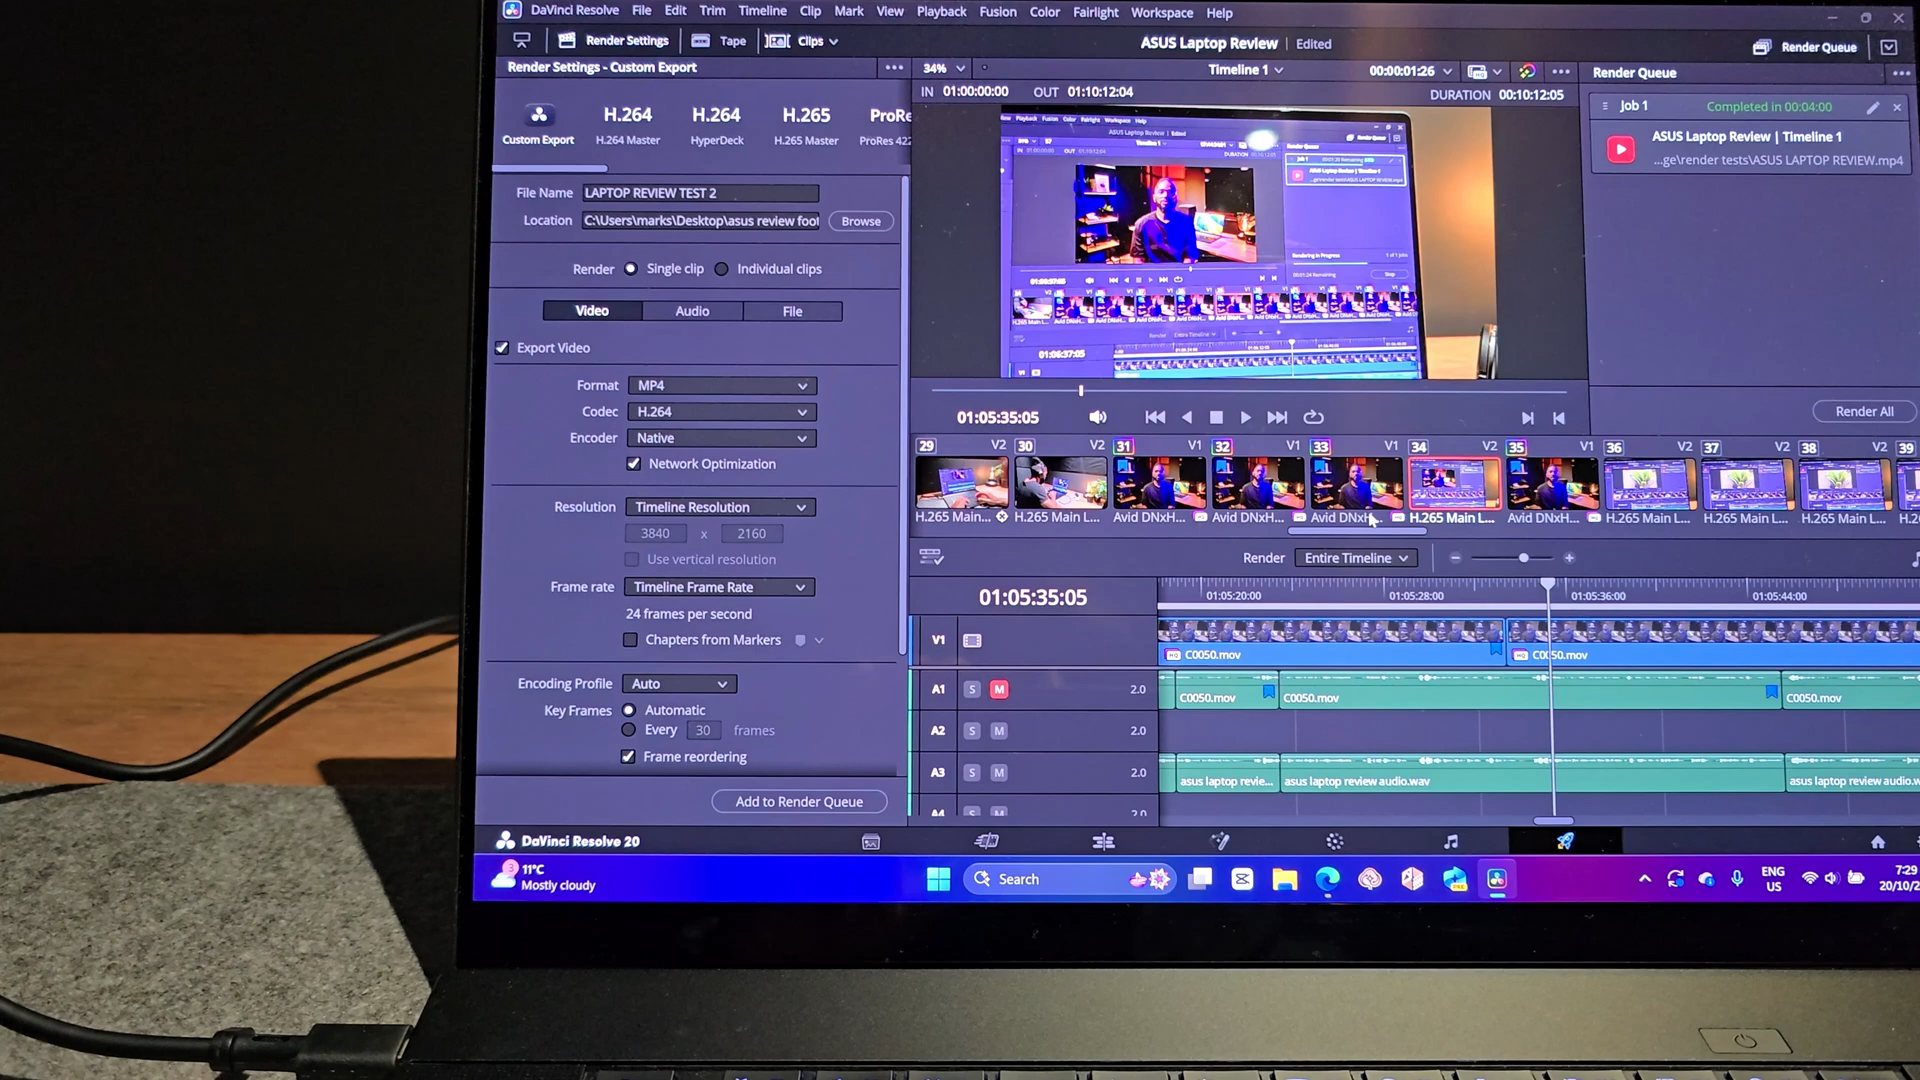 DaVinci Resolve File Edit Trim Timeline Clip Mark View Playback Fusion Color Fairlight Workspace Help
Render Settings Tape Clips
ASUS Laptop Review Edited
Render Queue
Render Settings - Custom Export
34%
Timeline 1
00:00:01:26
Render Queue
IN 01:00:00:00 OUT 01:10:12:04
DURATION 00:10:12:05
Custom Export
H.264
H.264 Master
H.264
HyperDeck
H.265
H.265 Master
ProRe
ProRes 422
Job 1 Completed in 00:04:00
ASUS Laptop Review | Timeline 1
...ge\render tests\ASUS LAPTOP REVIEW.mp4
File Name LAPTOP REVIEW TEST 2
Location C:\Users\marks\Desktop\asus review foot Browse
Render Single clip Individual clips
Video Audio File
Export Video
Format MP4
Codec H.264
Encoder Native
Network Optimization
Resolution Timeline Resolution
3840 x 2160
Use vertical resolution
Frame rate Timeline Frame Rate
24 frames per second
Chapters from Markers
Encoding Profile Auto
Key Frames Automatic
Every 30 frames
Frame reordering
Add to Render Queue
01:06:37:05
01:05:35:05
Render All
29 V2 30 V2 31 V1 32 V1 33 V1 34 V2 35 V1 36 V2 37 V2 38 V2 39
H.265 Main... H.265 Main L... Avid DNxH... Avid DNxH... Avid DNxH... H.265 Main L... Avid DNxH... H.265 Main L... H.265 Main L... H.265 Main L... H.2
Render Entire Timeline
01:05:35:05
01:05:20:00 01:05:28:00 01:05:36:00 01:05:44:00
V1
C0050.mov C0050.mov
A1 S M 2.0
C0050.mov C0050.mov C0050.mov
A2 S M 2.0
A3 S M 2.0
asus laptop revie... asus laptop review audio.wav asus laptop review audio.w
A4 S M 2.0
DaVinci Resolve 20
3
11°C
Mostly cloudy
Search
ENG
US
7:29
20/10/2